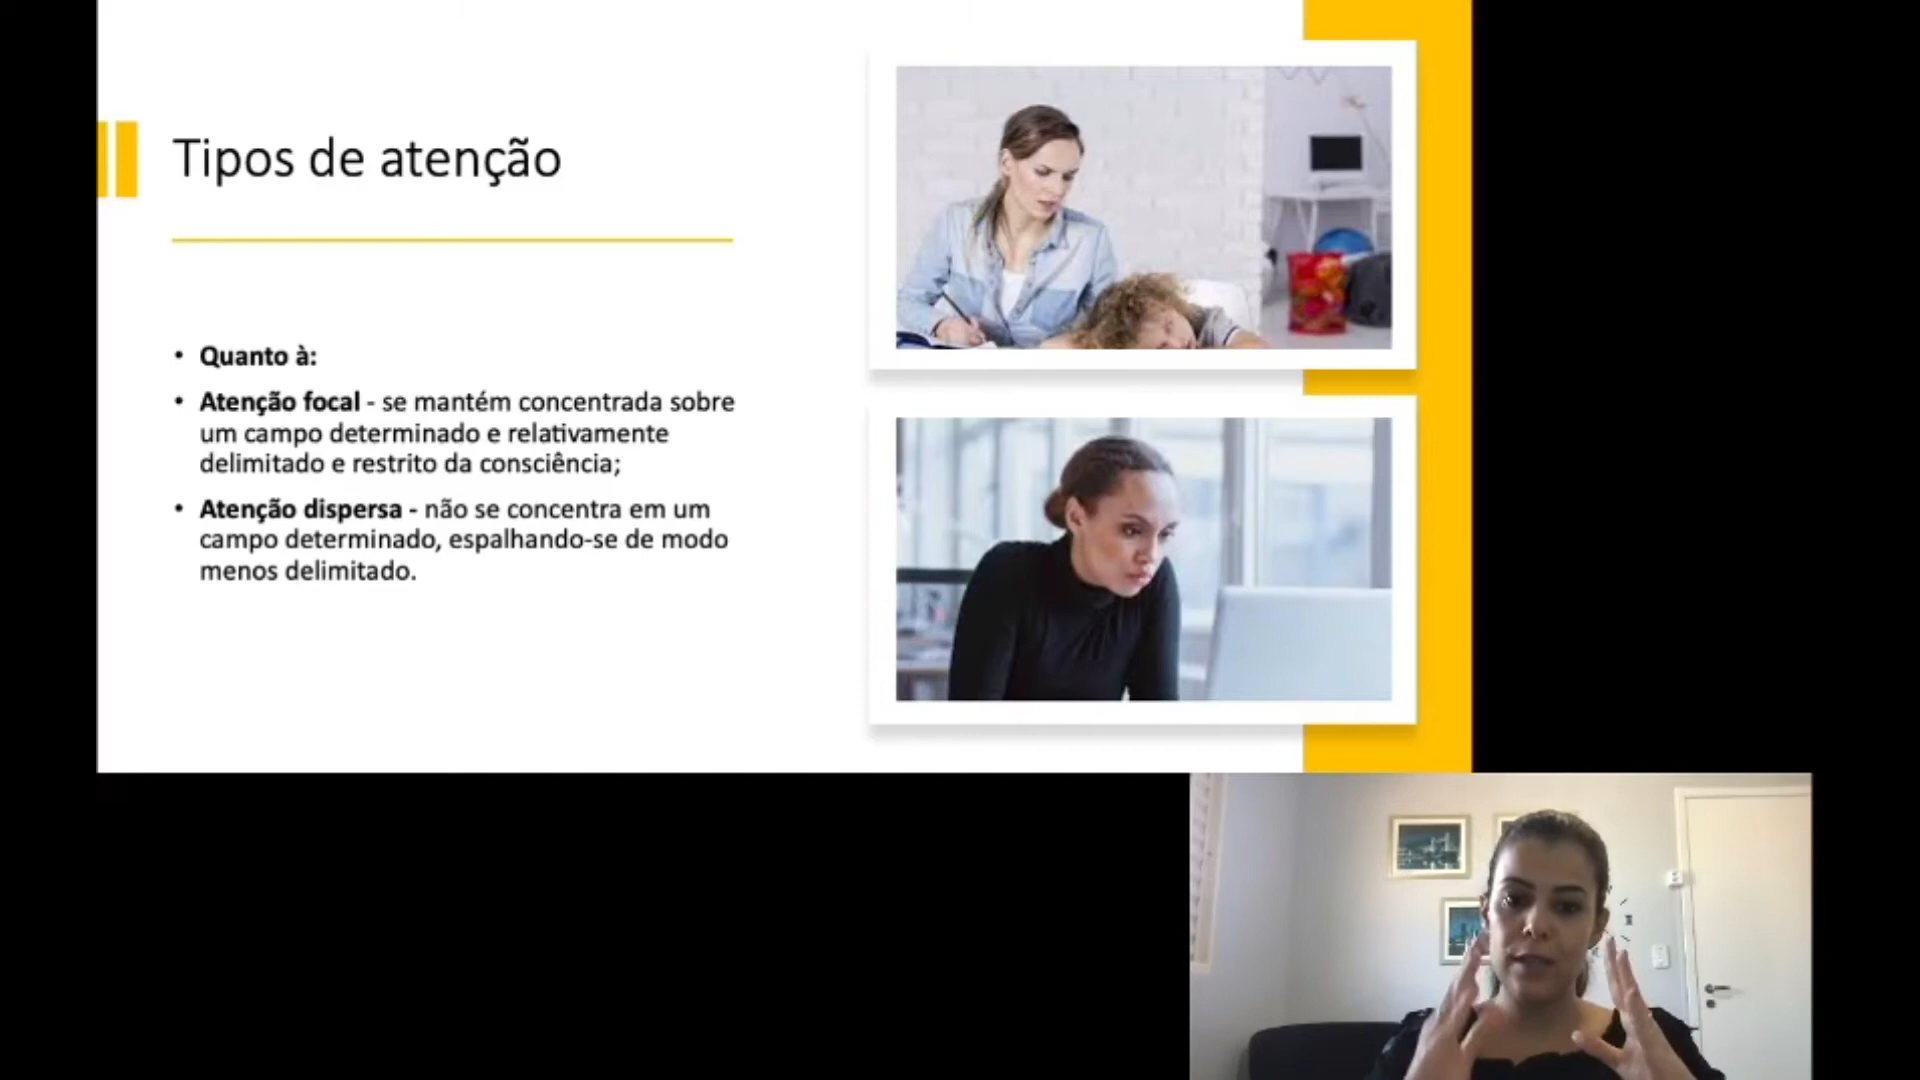 Tipos de atenção
• Quanto à:
• Atenção focal - se mantém concentrada sobre
um campo determinado e relativamente
delimitado e restrito da consciência;
• Atenção dispersa - não se concentra em um
campo determinado, espalhando-se de modo
menos delimitado.